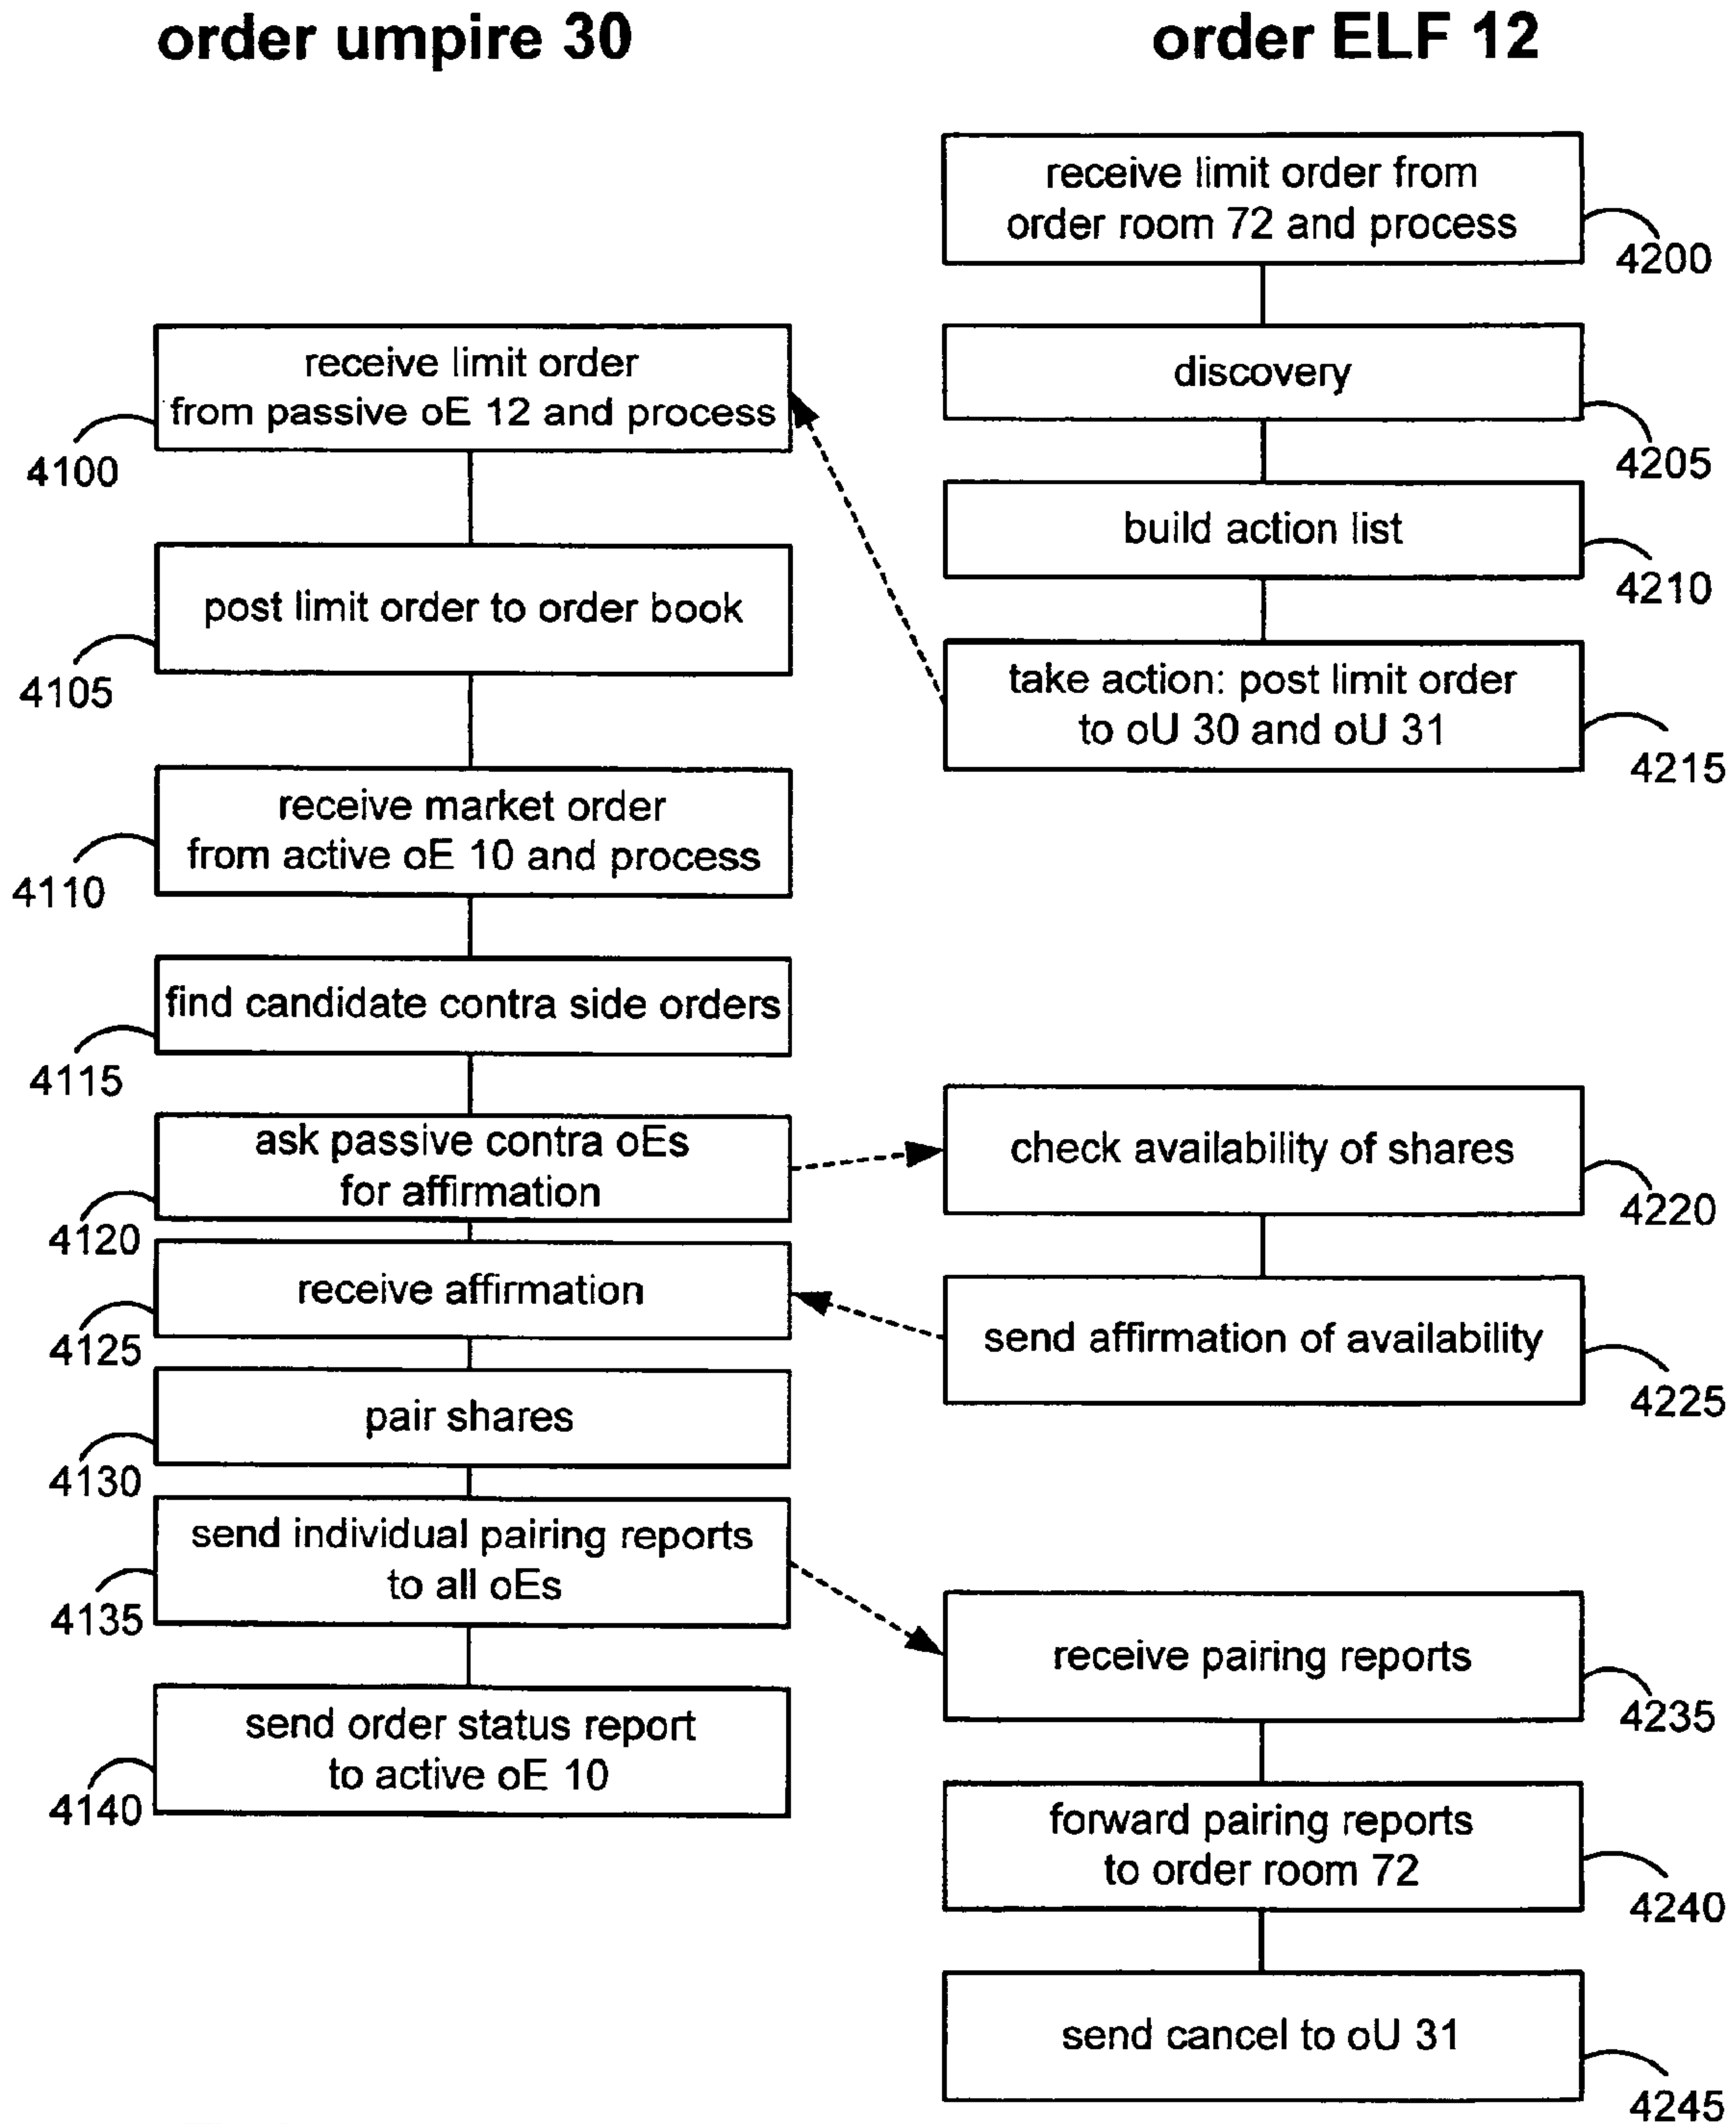 order umpire 30
receive limit order
from passive oE 12 and process
4100
post limit order to order book
4105
receive market order
from active oE 10 and process
4110
find candidate contra side orders
4115
ask passive contra oEs
for affirmation
4120
receive affirmation
4125
pair shares
4130
send individual pairing reports
to all oEs
4135
send order status report
to active oE 10
4140
order ELF 12
receive limit order from
order room 72 and process
4200
discovery
4205
build action list
4210
take action: post limit order
to oU 30 and oU 31
4215
check availability of shares
4220
send affirmation of availability
4225
receive pairing reports
4235
forward pairing reports
to order room 72
4240
send cancel to oU 31
4245